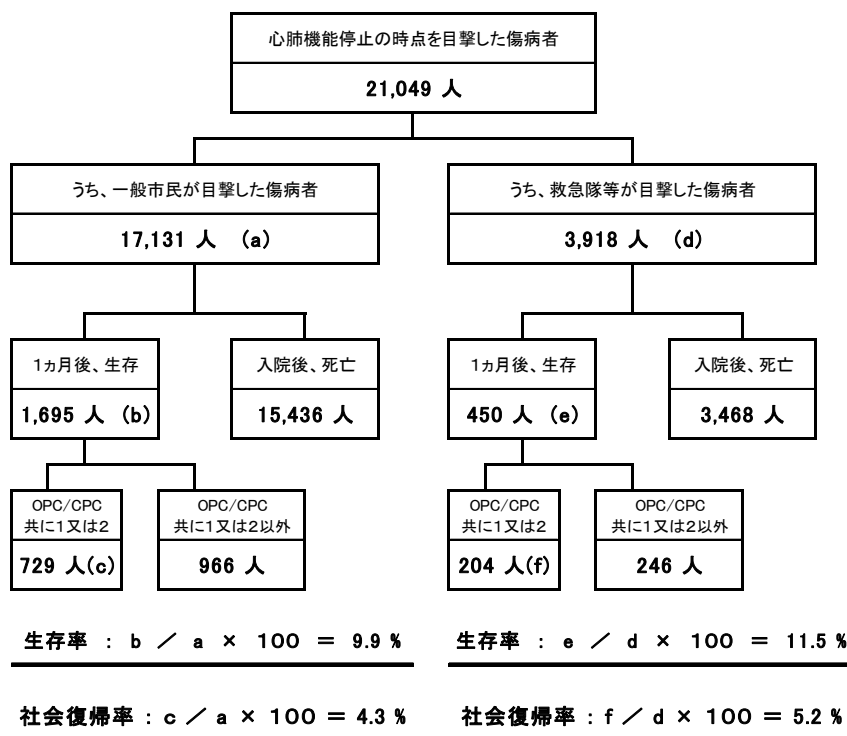 心肺機能停止の時点を目撃した傷病者
21,049 人
うち、一般市民が目撃した傷病者
17,131 人 （a）
うち、救急隊等が目撃した傷病者
3,918 人 （d）
1ヵ月後、生存
1,695 人 （b）
入院後、死亡
15,436 人
1ヵ月後、生存
450 人 （e）
入院後、死亡
3,468 人
OPC/CPC
共に１又は２
729 人(c)
OPC/CPC
共に１又は２以外
966 人
OPC/CPC
共に１又は２
204 人(f)
OPC/CPC
共に１又は２以外
246 人
生存率 ： b ／ a × １００ ＝ 9.9 %
生存率 ： e ／ d × １００ ＝ 11.5 %
社会復帰率 ： c ／ a × １００ ＝ 4.3 %
社会復帰率 ： f ／ d × １００ ＝ 5.2 %